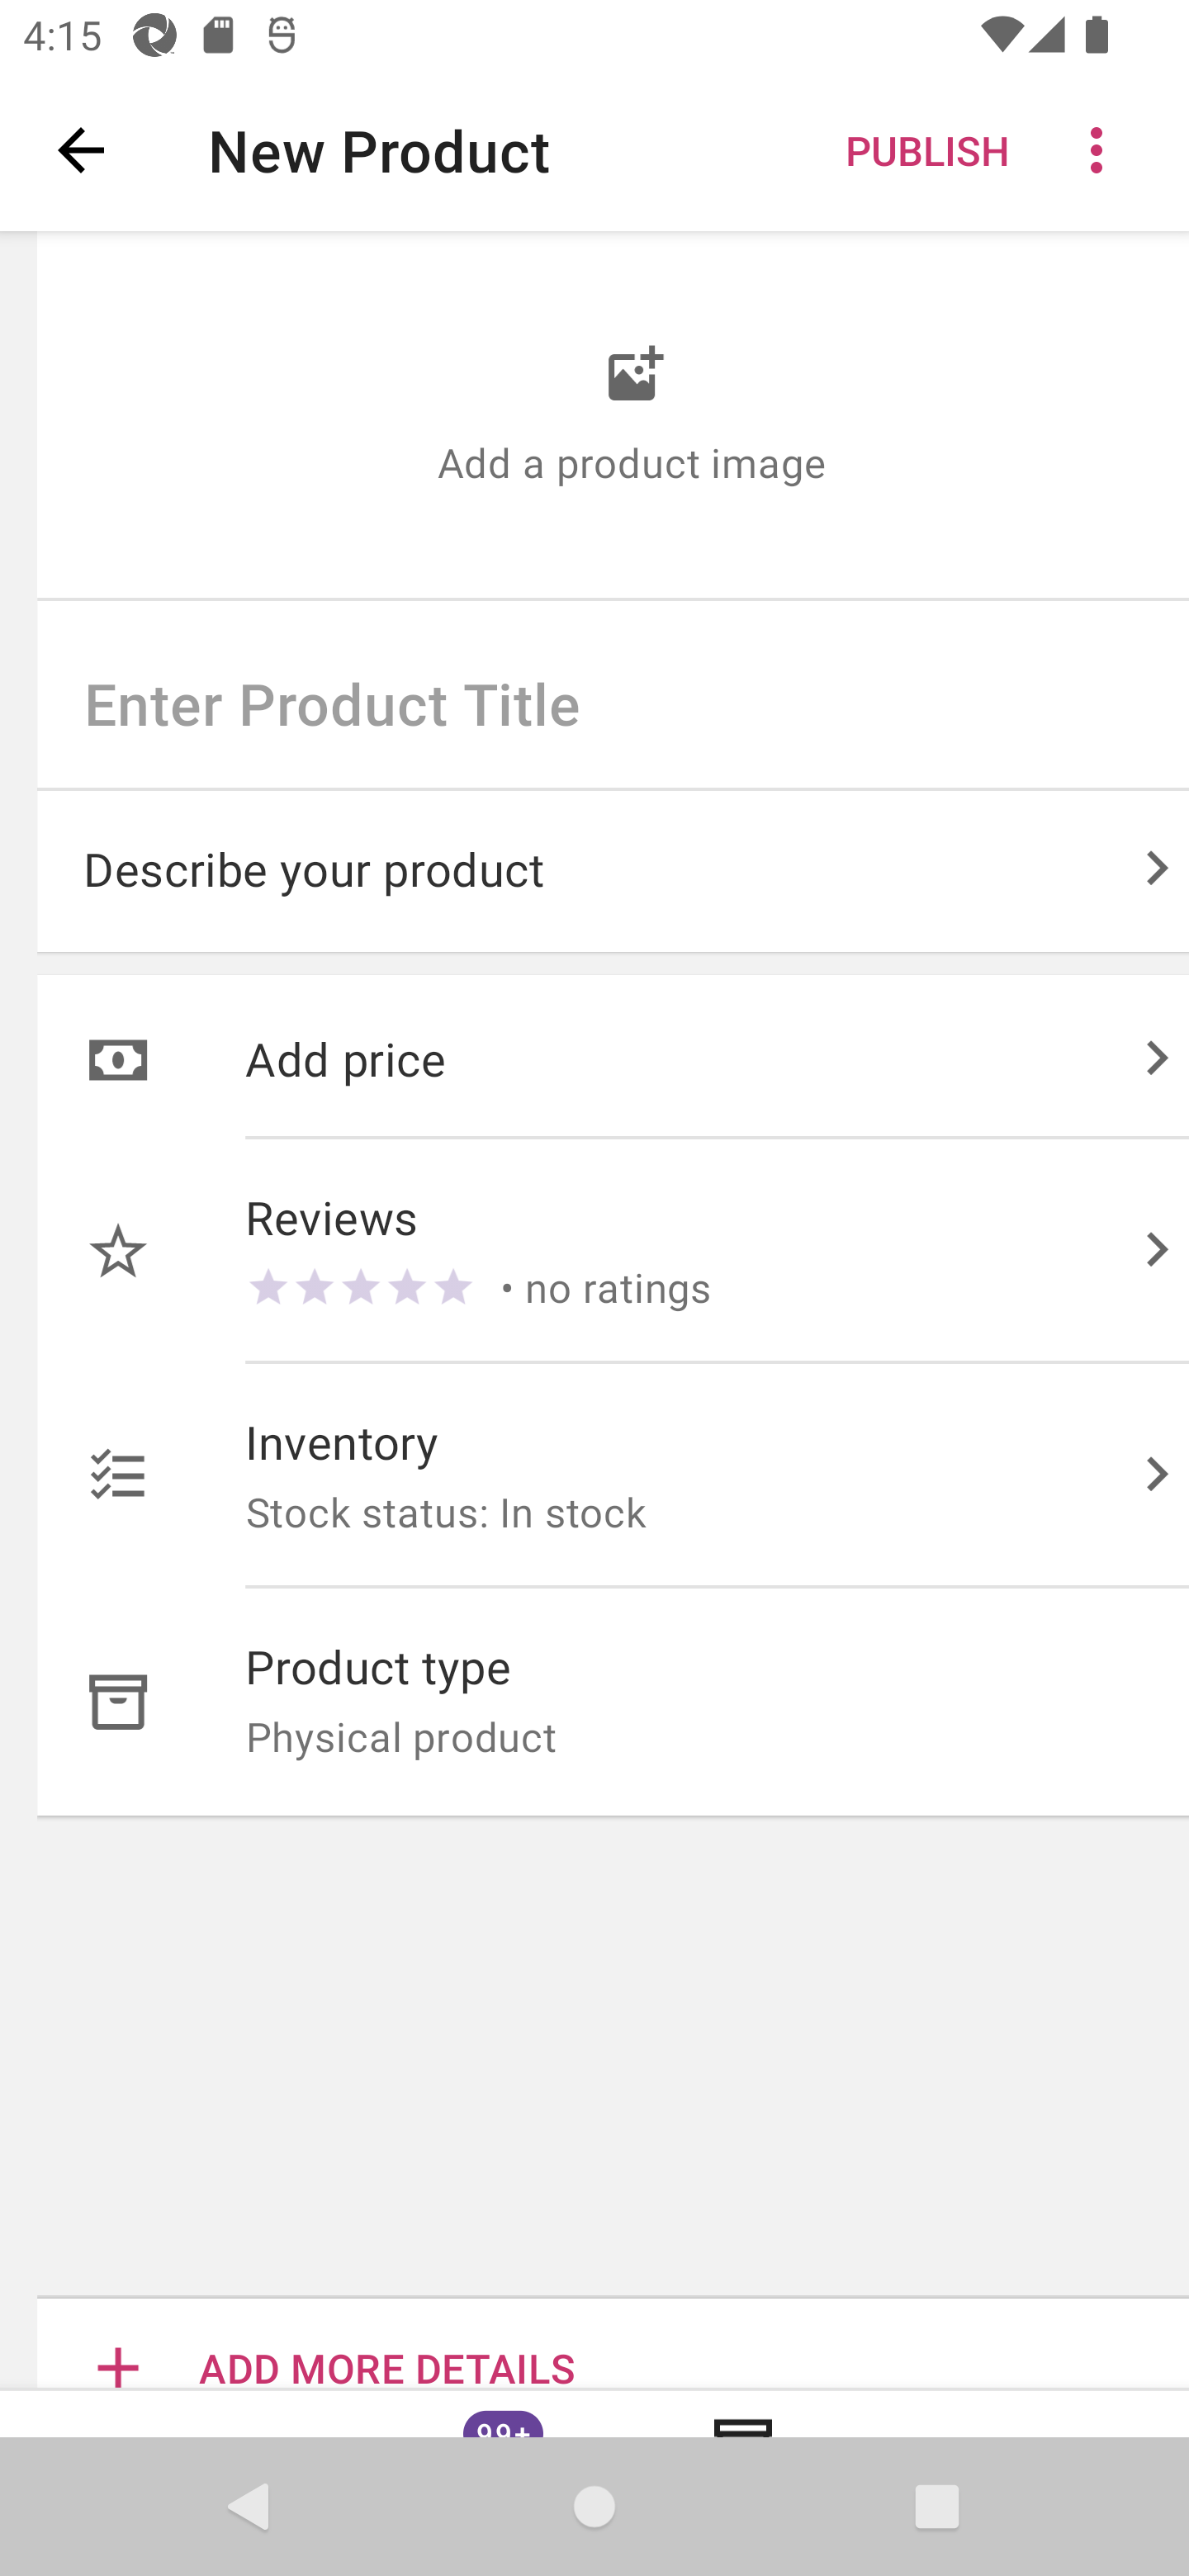 4:15
New Product
PUBLISH
Add a product image
Enter Product Title
Describe your product
Add price
Reviews
• no ratings
Inventory
Stock status: In stock
Product type
Physical product
ADD MORE DETAILS
99+